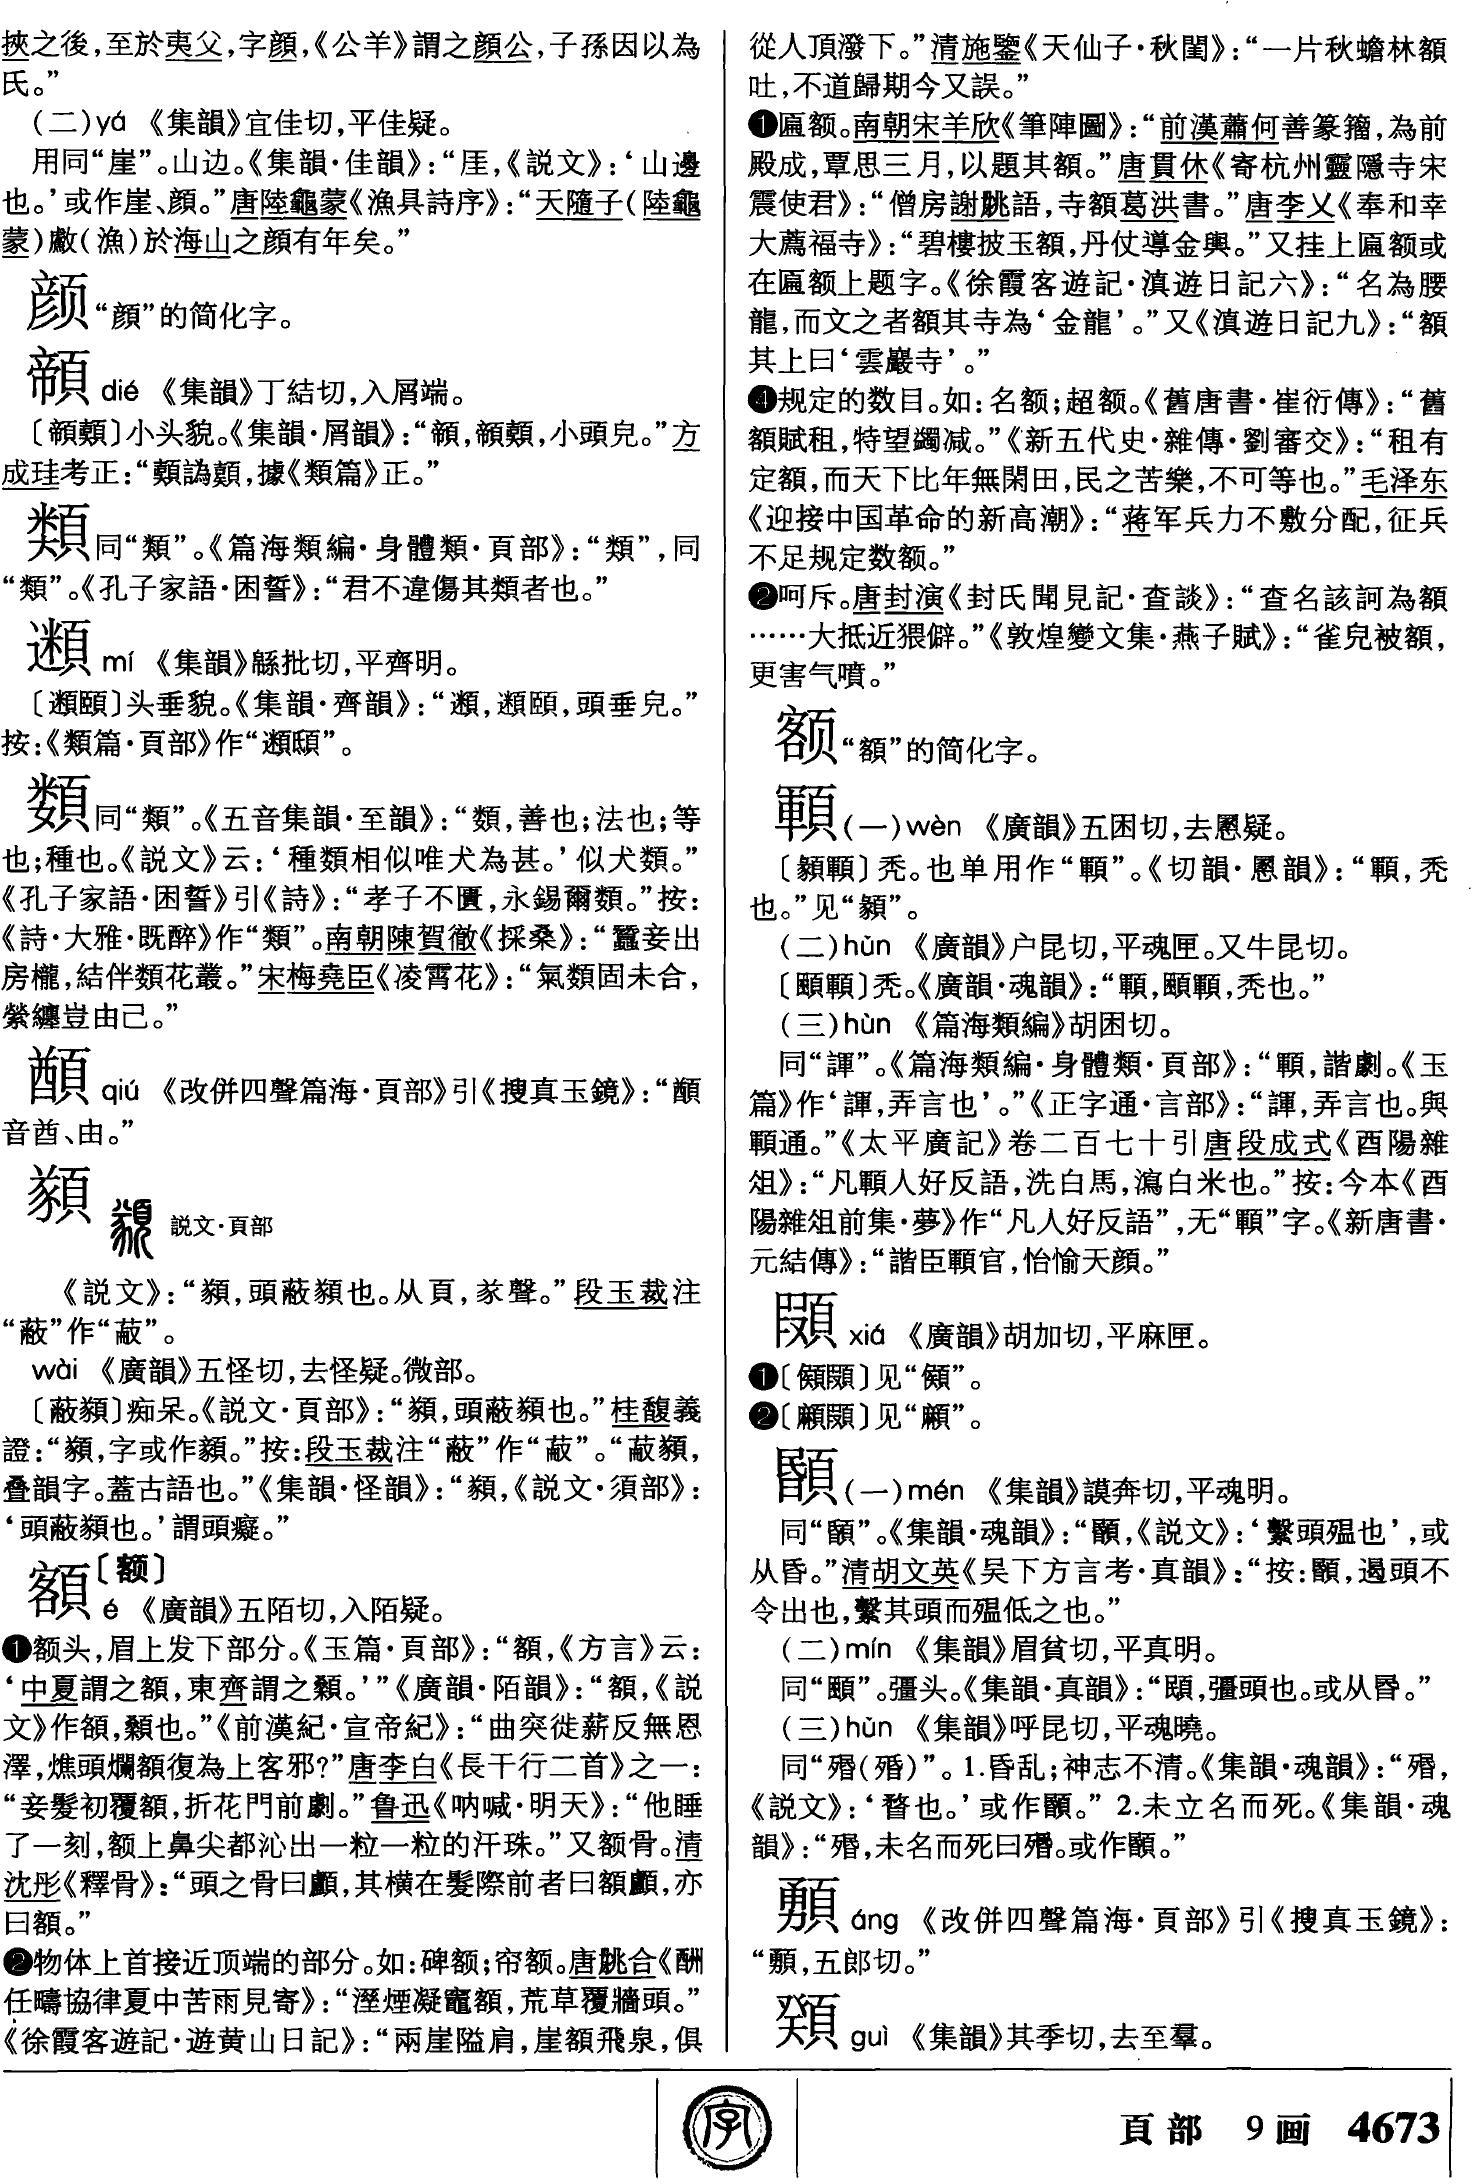 挾之後，至於夷父，字顔，《公羊》謂之顔公，子孫因以為
氏。”
（二）yá 《集韻》宜佳切，平佳疑。
用同“崖”。山边。《集韻·佳韻》：“厓，《説文》：‘山邊
也。’或作崖、顔。”唐陸龜蒙《漁具詩序》：“天隨子（陸龜
蒙）䱷（漁）於海山之顔有年矣。”
颜“顔”的简化字。
dié 《集韻》丁結切，入屑端。
小头貌。《集韻·屑韻》：小頭皃。”方
成珪考正：據《類篇》正。”
同“類”。《篇海類編·身體類·頁部》：“類”，同
“類”。《孔子家語·困誓》：“君不違傷其類者也。”
mí 《集韻》緜批切，平齊明。
头垂貌。《集韻·齊韻》：頭垂皃。”
按：《類篇·頁部》作
同“類”。《五音集韻·至韻》：善也；法也；等
也；種也。《説文》云：‘種類相似唯犬為甚。’似犬類。”
《孔子家語·困誓》引《詩》：“孝子不匱，永錫爾類。”按：
《詩·大雅·既醉》作“類”。南朝陳賀徹《採桑》：“蠶妾出
房櫳，結伴類花叢。”宋梅堯臣《凌霄花》：“氣類固未合，
縈纏豈由己。”
qiú 《改併四聲篇海·頁部》引《搜真玉鏡》：
音酋、由。”
説文·頁部
《説文》：“顡，頭蔽顡也。从頁，㒸聲。”段玉裁注
“蔽”作“蔽”。
wài 《廣韻》五怪切，去怪疑。微部。
〔蔽顡〕痴呆。《説文·頁部》：“顡，頭蔽顡也。”桂馥義
證：“顡，字或作顡。”按：段玉裁注“蔽”作“蔽”。“蔽顡，
叠韻字。蓋古語也。”《集韻·怪韻》：“顡，《説文·須部》：
‘頭蔽顡也。’謂頭癡。”
額〔额〕
é 《廣韻》五陌切，入陌疑。
❶额头，眉上发下部分。《玉篇·頁部》：“額，《方言》云：
‘中夏謂之額，東齊謂之顙。’”《廣韻·陌韻》：“額，《説
文》作頟，顙也。”《前漢紀·宣帝紀》：“曲突徙薪反無恩
澤，燋頭爛額復為上客邪？”唐李白《長干行二首》之一：
“妾髮初覆額，折花門前劇。”鲁迅《呐喊·明天》：“他睡
了一刻，额上鼻尖都沁出一粒一粒的汗珠。”又额骨。清
沈彤《釋骨》：“頭之骨曰顱，其横在髮際前者曰額顱，亦
曰額。”
❷物体上首接近顶端的部分。如：碑额；帘额。唐姚合《酬
任疇協律夏中苦雨見寄》：“溼煙凝竈額，荒草覆牆頭。”
《徐霞客遊記·遊黄山日記》：“兩崖隘肩，崖額飛泉，俱
從人頂潑下。”清施鑒《天仙子·秋閨》：“一片秋蟾林額
吐，不道歸期今又誤。”
❶匾额。南朝宋羊欣《筆陣圖》：“前漢蕭何善篆籀，為前
殿成，覃思三月，以題其額。”唐貫休《寄杭州靈隱寺宋
震使君》：“僧房謝朓語，寺額葛洪書。”唐李乂《奉和幸
大薦福寺》：“碧樓披玉額，丹仗導金輿。”又挂上匾额或
在匾额上题字。《徐霞客遊記·滇遊日記六》：“名為腰
龍，而文之者額其寺為‘金龍’。”又《滇遊日記九》：“額
其上曰‘雲巖寺’。”
❹规定的数目。如：名额；超额。《舊唐書·崔衍傳》：“舊
額賦租，特望蠲减。”《新五代史·雜傳·劉審交》：“租有
定額，而天下比年無閑田，民之苦樂，不可等也。”毛泽东
《迎接中国革命的新高潮》：“蒋军兵力不敷分配，征兵
不足规定数额。”
❷呵斥。唐封演《封氏聞見記·查談》：“查名該訶為額
……大抵近猥僻。”《敦煌變文集·燕子賦》：“雀兒被額，
更害气噴。”
额“額”的简化字。
顐（一）wèn 《廣韻》五困切，去慁疑。
〔顡顐〕秃。也单用作“顐”。《切韻·慁韻》：“顐，秃
也。”见
（二）hùn 《廣韻》户昆切，平魂匣。又牛昆切。
〔頤顐〕秃。《廣韻·魂韻》：秃也。”
（三）hùn 《篇海類編》胡困切。
同“諢”。《篇海類編·身體類·頁部》：“顐，諧劇。《玉
篇》作‘諢，弄言也’。”《正字通·言部》：“諢，弄言也。與
顐通。”《太平廣記》卷二百七十引唐段成式《酉陽雜
俎》：“凡顐人好反語，洗白馬，瀉白米也。”按：今本《酉
陽雜俎前集·夢》作“凡人好反語”，无“顐”字。《新唐書·
元結傳》：“諧臣顐官，怡愉天顔。”
xiá 《廣韻》胡加切，平麻匣。
❶见
❷见
（一）mén 《集韻》謨奔切，平魂明。
同《集韻·魂韻》：《説文》：‘繫頭殟也’，或
从昏。”清胡文英《吴下方言考·真韻》：“按：遏頭不
令出也，繫其頭而殟低之也。”
（二）mín 《集韻》眉貧切，平真明。
同彊头。《集韻·真韻》：彊頭也。或从昬。”
（三）hùn 《集韻》呼昆切，平魂曉。
同“㱪（殙）”。1.昏乱；神志不清。《集韻·魂韻》：“殙，
《説文》：‘瞀也。’或作顝。” 2.未立名而死。《集韻·魂
韻》：“殙，未名而死曰殙。或作
áng 《改併四聲篇海·頁部》引《搜真玉鏡》：
五郎切。”
guì 《集韻》其季切，去至羣。
字
頁部 9画 4673